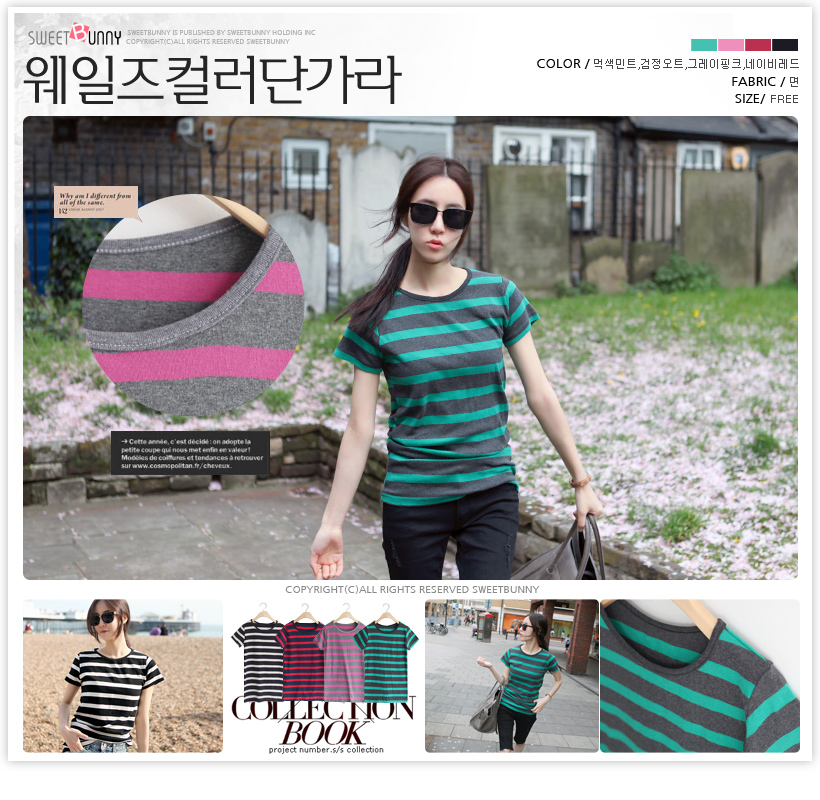 SWEETBUNNY
SWEETBUNNY IS PUBLISHED BY SWEETBUNNY HOLDING INC
COPYRIGHT(C)ALL RIGHTS RESERVED SWEETBUNNY
웨일즈컬러단가라
COLOR / 먹색민트,검정오트,그레이핑크,네이비레드
FABRIC / 면
SIZE/ FREE
Why am I different from
all of the same.
➔ Cette année, c'est décidé : on adopte la
petite coupe qui nous met enfin en valeur !
Modèles de coiffures et tendances à retrouver
sur www.cosmopolitan.fr/cheveux.
COPYRIGHT(C)ALL RIGHTS RESERVED SWEETBUNNY
COLLECTION
BOOK
project number.s/s collection